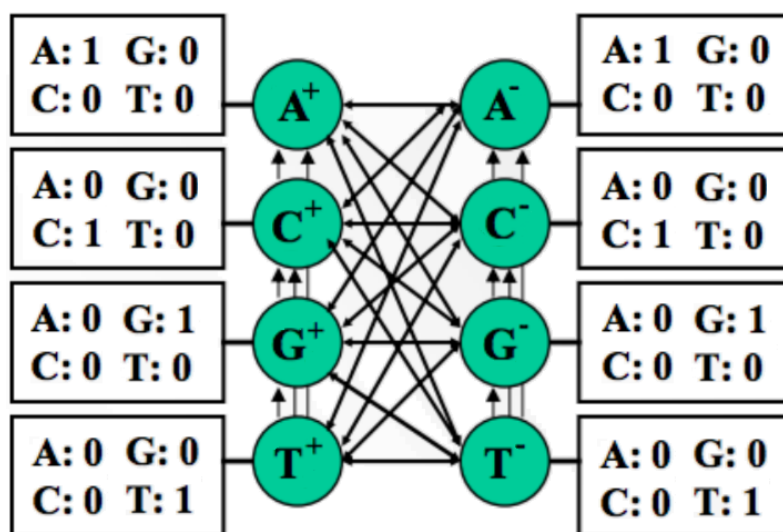 A: 1 G: 0
C: 0 T: 0
A⁺
A⁻
A: 1 G: 0
C: 0 T: 0
A: 0 G: 0
C: 1 T: 0
C⁺
C⁻
A: 0 G: 0
C: 1 T: 0
A: 0 G: 1
C: 0 T: 0
G⁺
G⁻
A: 0 G: 1
C: 0 T: 0
A: 0 G: 0
C: 0 T: 1
T⁺
T⁻
A: 0 G: 0
C: 0 T: 1